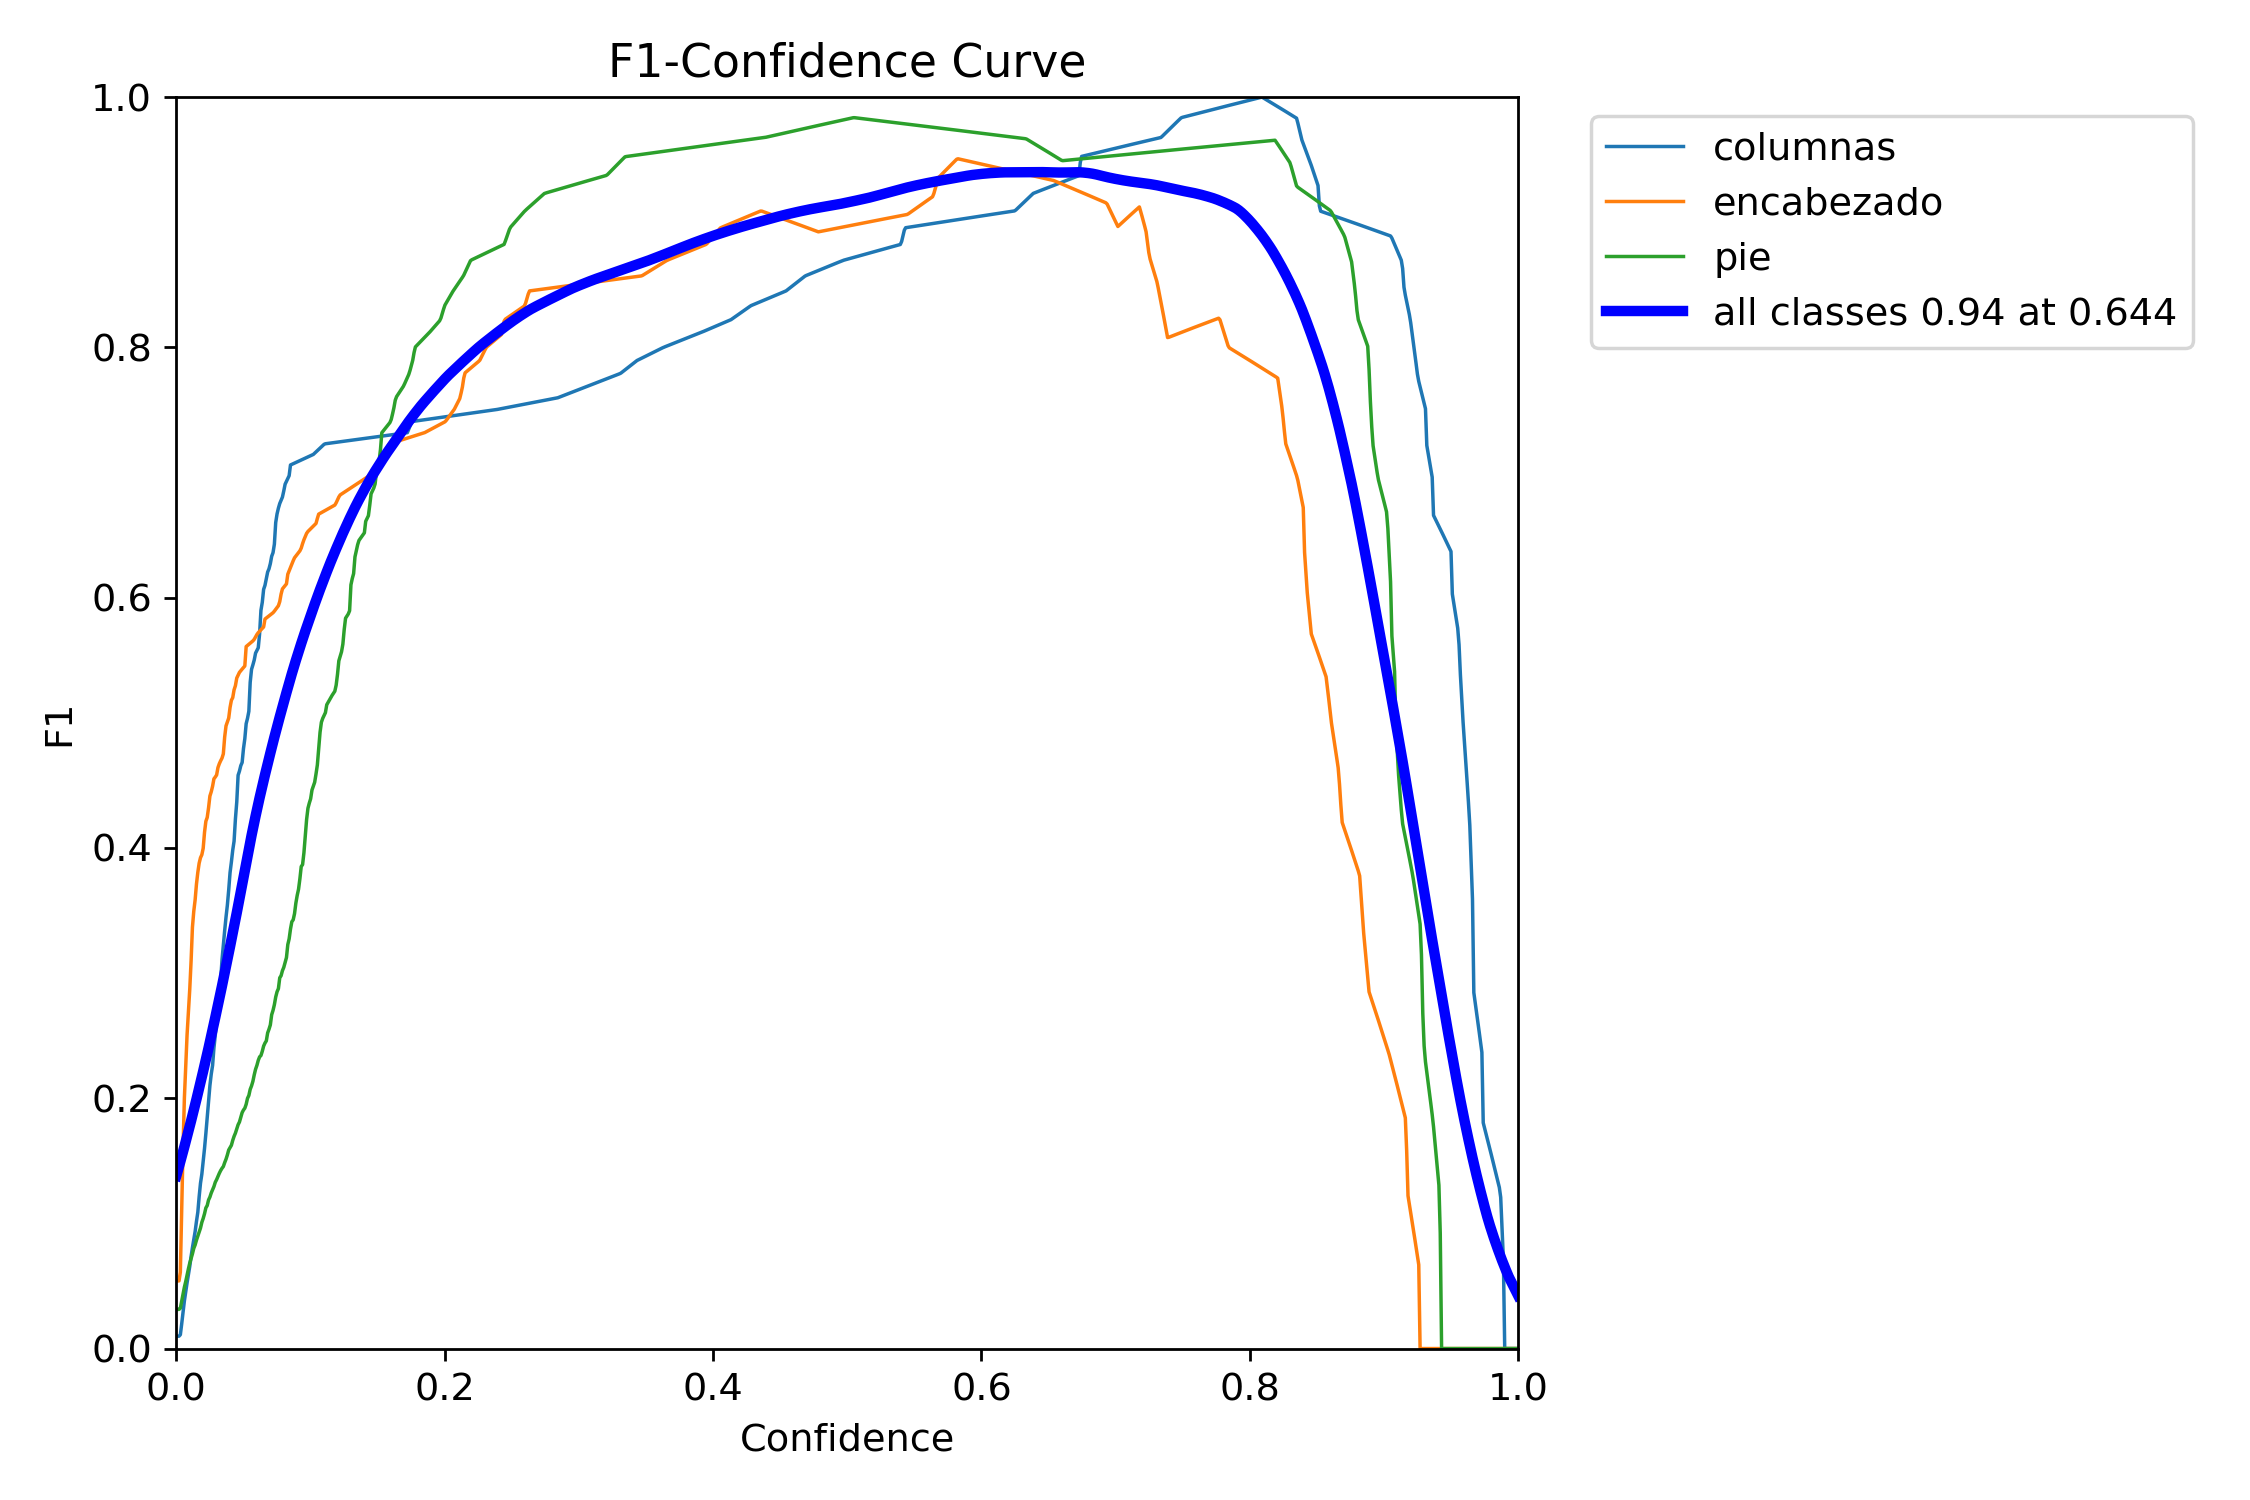 F1-Confidence Curve
1.0
0.8
0.6
0.4
0.2
0.0
F1
0.0 0.2 0.4 0.6 0.8 1.0
Confidence
columnas
encabezado
pie
all classes 0.94 at 0.644